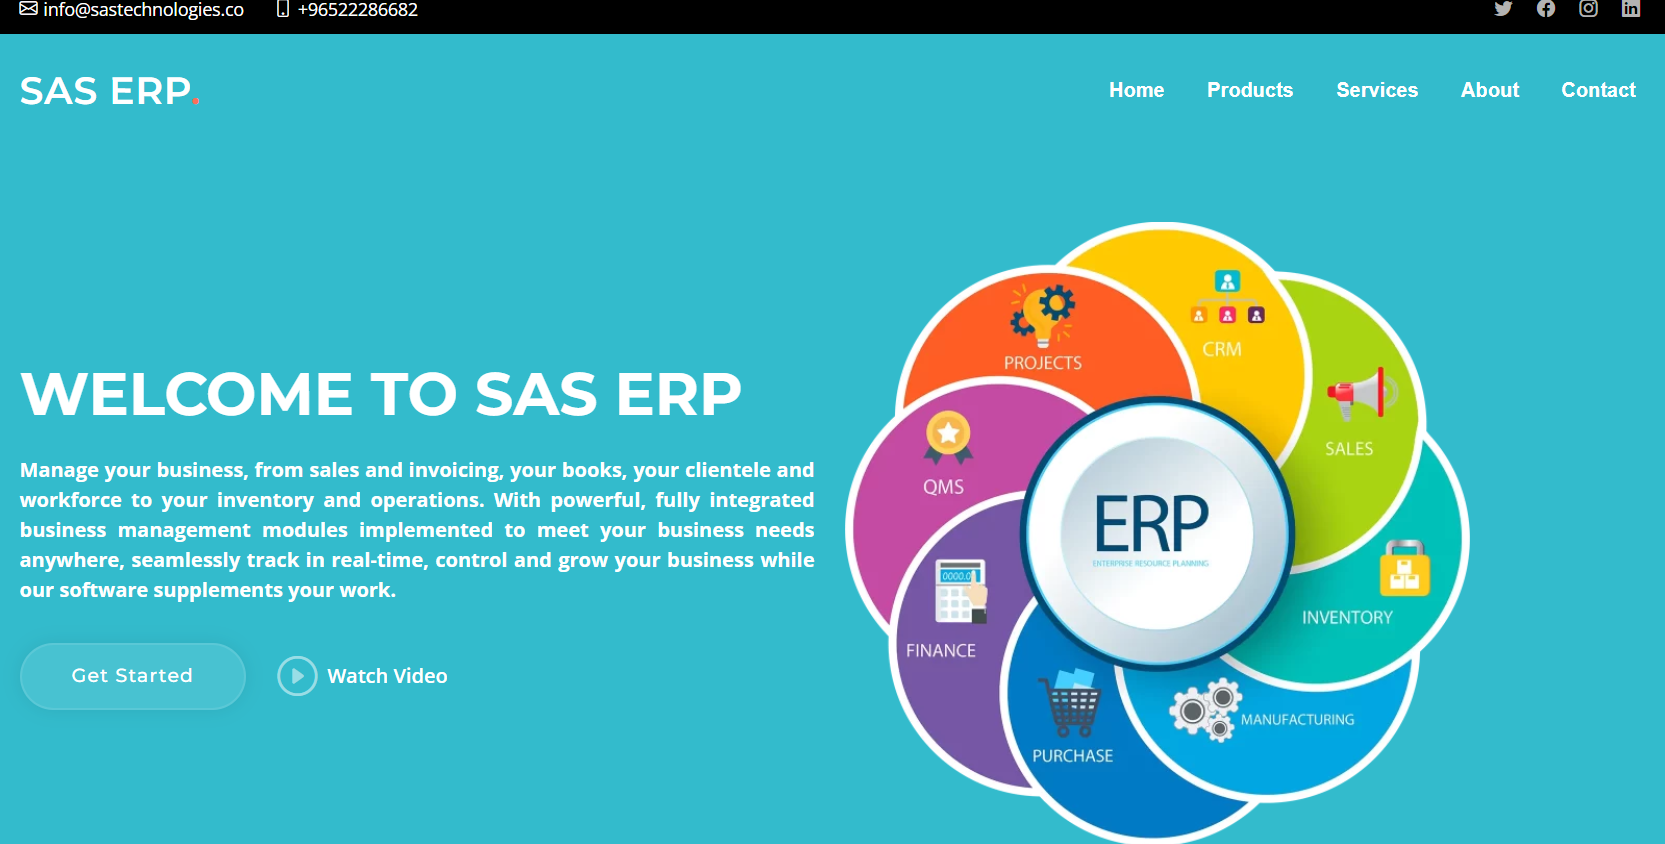 info@sastechnologies.co +96522286682
SAS ERP.
Home Products Services About Contact
WELCOME TO SAS ERP
Manage your business, from sales and invoicing, your books, your clientele and
workforce to your inventory and operations. With powerful, fully integrated
business management modules implemented to meet your business needs
anywhere, seamlessly track in real-time, control and grow your business while
our software supplements your work.
Get Started
Watch Video
PROJECTS
CRM
SALES
QMS
ERP
ENTERPRISE RESOURCE PLANNING
0000.0
INVENTORY
FINANCE
MANUFACTURING
PURCHASE